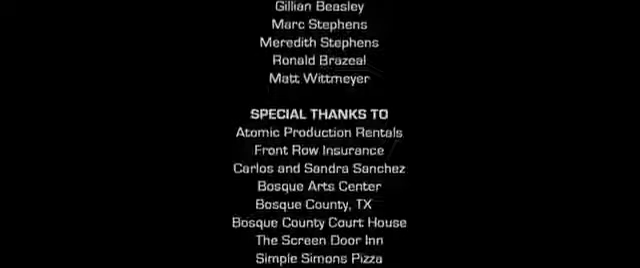 Gillian Beasley
Marc Stephens
Meredith Stephens
Ronald Brazeal
Matt Wittmeyer
SPECIAL THANKS TO
Atomic Production Rentals
Front Row Insurance
Carlos and Sandra Sanchez
Bosque Arts Center
Bosque County, TX
Bosque County Court House
The Screen Door Inn
Simple Simons Pizza